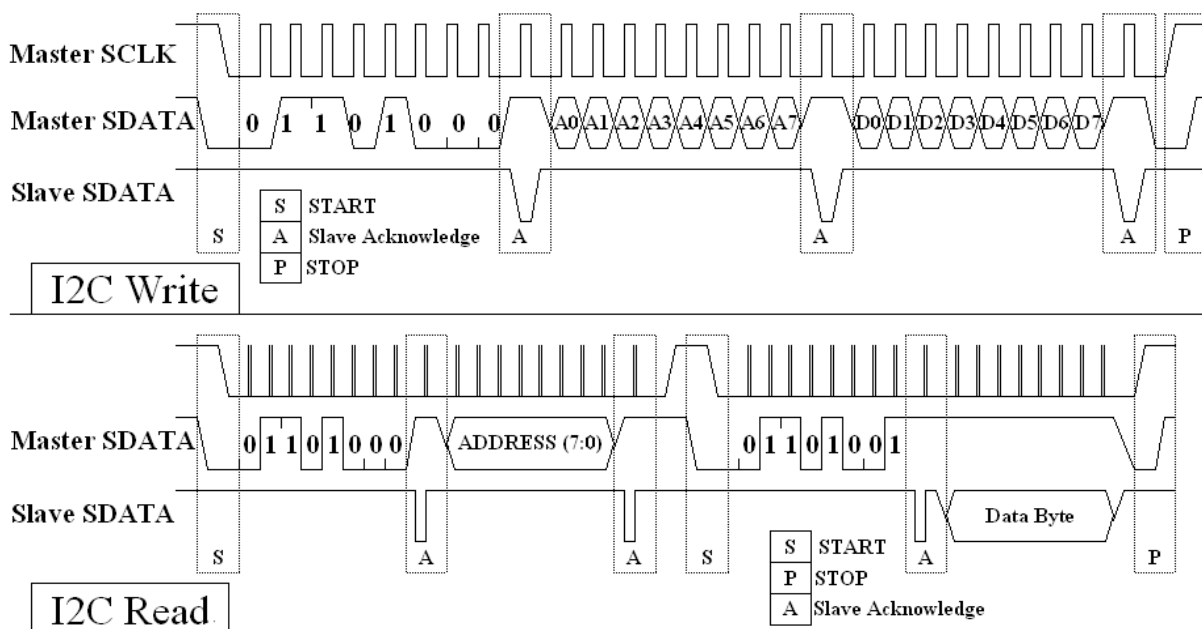 Master SCLK
Master SDATA 0 1 1 0 1 0 0 0 A0 A1 A2 A3 A4 A5 A6 A7 D0 D1 D2 D3 D4 D5 D6 D7
Slave SDATA
S START
A Slave Acknowledge
P STOP
S A A A P
I2C Write
Master SDATA 0 1 1 0 1 0 0 0 ADDRESS (7:0) 0 1 1 0 1 0 0 1
Slave SDATA Data Byte
S A A S A P
S START
P STOP
A Slave Acknowledge
I2C Read